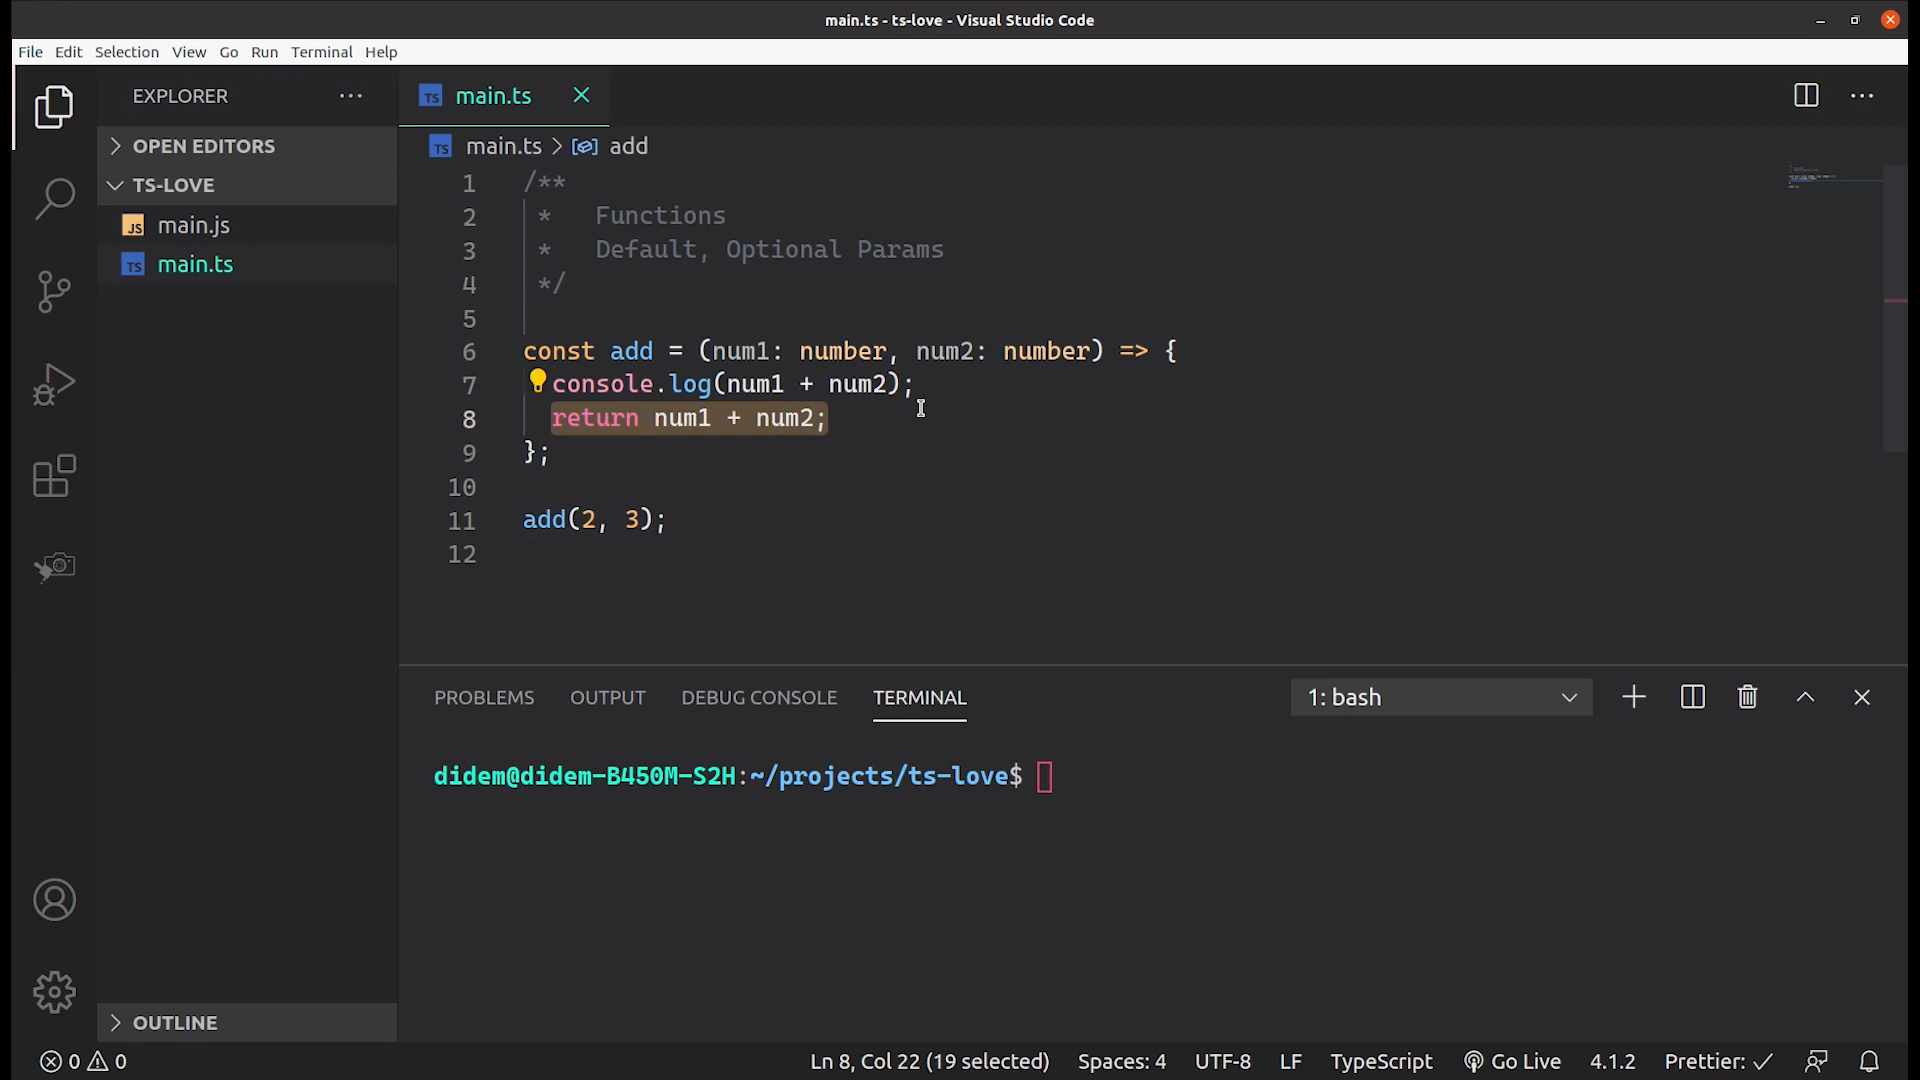 main.ts - ts-love - Visual Studio Code
File Edit Selection View Go Run Terminal Help
EXPLORER
OPEN EDITORS
TS-LOVE
JS main.js
TS main.ts
OUTLINE
TS main.ts
TS main.ts > add
1 /**
2 * Functions
3 * Default, Optional Params
4 */
5
6 const add = (num1: number, num2: number) => {
7 console.log(num1 + num2);
8 return num1 + num2;
9 };
10
11 add(2, 3);
12
PROBLEMS OUTPUT DEBUG CONSOLE TERMINAL 1: bash
didem@didem-B450M-S2H:~/projects/ts-love$
0 0 Ln 8, Col 22 (19 selected) Spaces: 4 UTF-8 LF TypeScript Go Live 4.1.2 Prettier: ✓